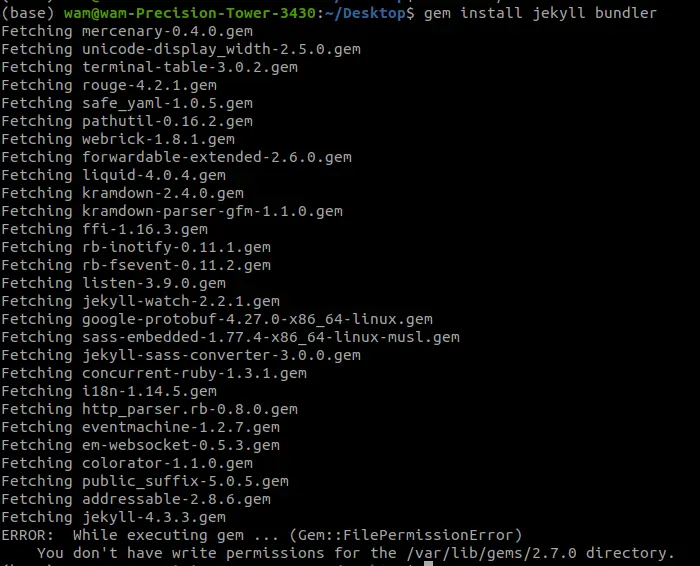 (base) wam@wam-Precision-Tower-3430:~/Desktop$ gem install jekyll bundler
Fetching mercenary-0.4.0.gem
Fetching unicode-display_width-2.5.0.gem
Fetching terminal-table-3.0.2.gem
Fetching rouge-4.2.1.gem
Fetching safe_yaml-1.0.5.gem
Fetching pathutil-0.16.2.gem
Fetching webrick-1.8.1.gem
Fetching forwardable-extended-2.6.0.gem
Fetching liquid-4.0.4.gem
Fetching kramdown-2.4.0.gem
Fetching kramdown-parser-gfm-1.1.0.gem
Fetching ffi-1.16.3.gem
Fetching rb-inotify-0.11.1.gem
Fetching rb-fsevent-0.11.2.gem
Fetching listen-3.9.0.gem
Fetching jekyll-watch-2.2.1.gem
Fetching google-protobuf-4.27.0-x86_64-linux.gem
Fetching sass-embedded-1.77.4-x86_64-linux-musl.gem
Fetching jekyll-sass-converter-3.0.0.gem
Fetching concurrent-ruby-1.3.1.gem
Fetching i18n-1.14.5.gem
Fetching http_parser.rb-0.8.0.gem
Fetching eventmachine-1.2.7.gem
Fetching em-websocket-0.5.3.gem
Fetching colorator-1.1.0.gem
Fetching public_suffix-5.0.5.gem
Fetching addressable-2.8.6.gem
Fetching jekyll-4.3.3.gem
ERROR:  While executing gem ... (Gem::FilePermissionError)
    You don't have write permissions for the /var/lib/gems/2.7.0 directory.